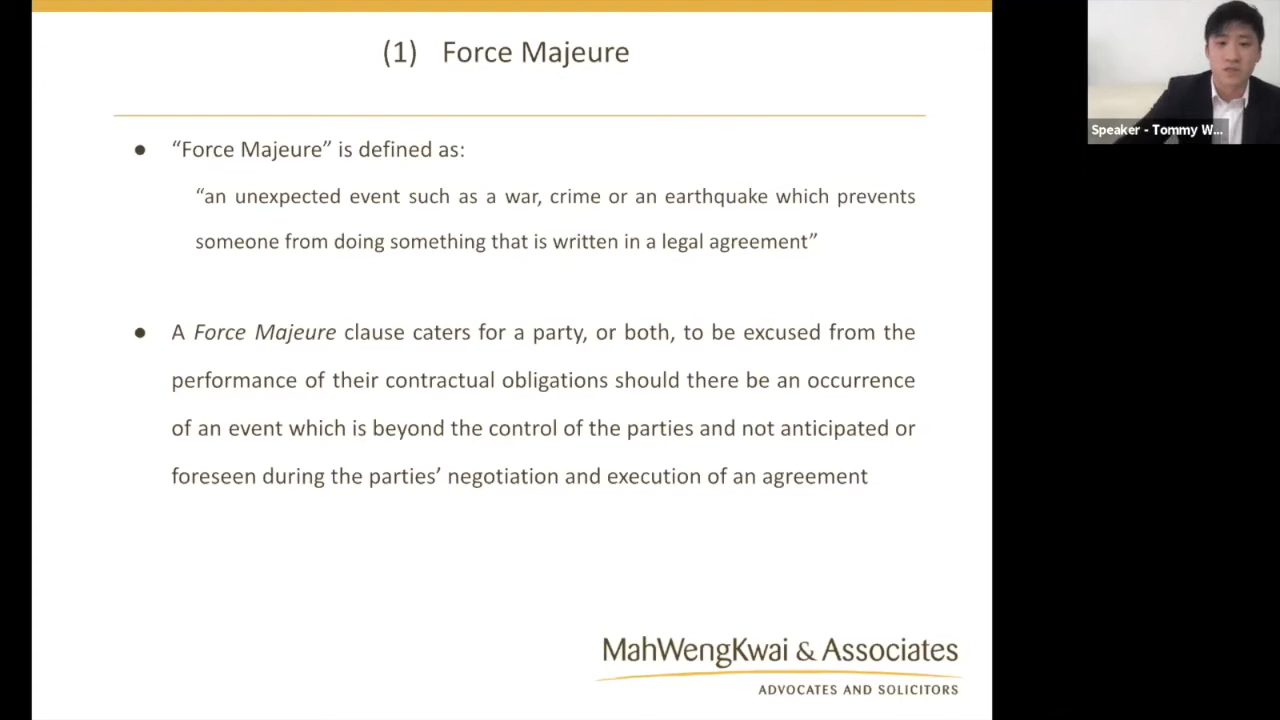 (1) Force Majeure
● “Force Majeure” is defined as:
“an unexpected event such as a war, crime or an earthquake which prevents
someone from doing something that is written in a legal agreement”
● A Force Majeure clause caters for a party, or both, to be excused from the
performance of their contractual obligations should there be an occurrence
of an event which is beyond the control of the parties and not anticipated or
foreseen during the parties’ negotiation and execution of an agreement
MahWengKwai & Associates
ADVOCATES AND SOLICITORS
Speaker - Tommy W...